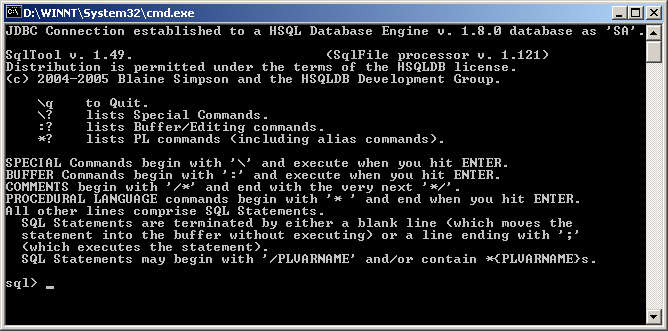 D:\WINNT\System32\cmd.exe
JDBC Connection established to a HSQL Database Engine v. 1.8.0 database as 'SA'.
SqlTool v. 1.49. (SqlFile processor v. 1.121)
Distribution is permitted under the terms of the HSQLDB license.
(c) 2004-2005 Blaine Simpson and the HSQLDB Development Group.
\q to Quit.
\? lists Special Commands.
:? lists Buffer/Editing commands.
*? lists PL commands (including alias commands).
SPECIAL Commands begin with '\' and execute when you hit ENTER.
BUFFER Commands begin with ':' and execute when you hit ENTER.
COMMENTS begin with '/*' and end with the very next '*/'.
PROCEDURAL LANGUAGE commands begin with '* ' and end when you hit ENTER.
All other lines comprise SQL Statements.
SQL Statements are terminated by either a blank line (which moves the
statement into the buffer without executing) or a line ending with ';'
(which executes the statement).
SQL Statements may begin with '/PLVARNAME' and/or contain *{PLVARNAME}s.
sql> _